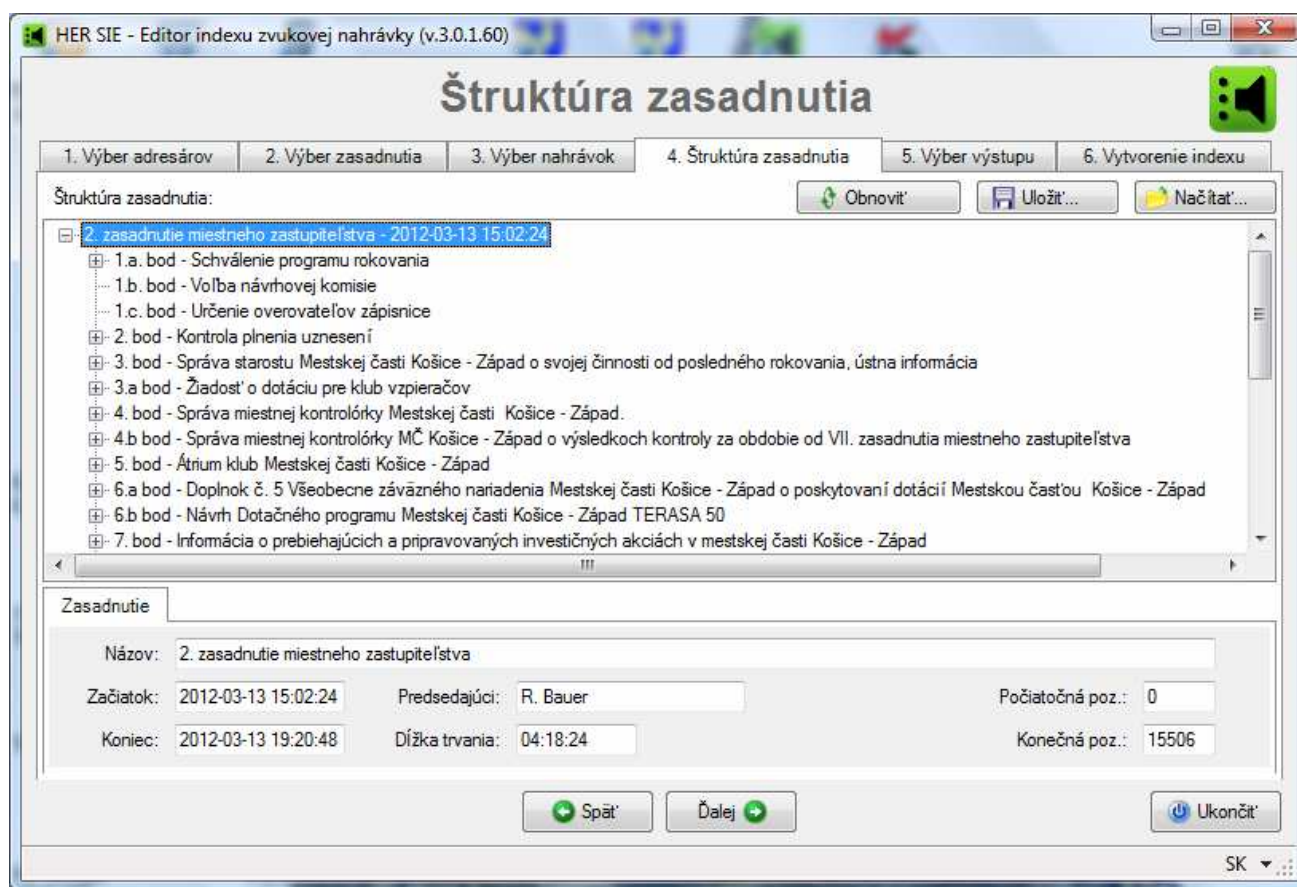 HER SIE - Editor indexu zvukovej nahrávky (v.3.0.1.60)
Štruktúra zasadnutia
1. Výber adresárov
2. Výber zasadnutia
3. Výber nahrávok
4. Štruktúra zasadnutia
5. Výber výstupu
6. Vytvorenie indexu
Štruktúra zasadnutia:
Obnoviť
Uložiť...
Načítať...
2. zasadnutie miestneho zastupiteľstva - 2012-03-13 15:02:24
1.a. bod - Schválenie programu rokovania
1.b. bod - Voľba návrhovej komisie
1.c. bod - Určenie overovateľov zápisnice
2. bod - Kontrola plnenia uznesení
3. bod - Správa starostu Mestskej časti Košice - Západ o svojej činnosti od posledného rokovania, ústna informácia
3.a bod - Žiadosť o dotáciu pre klub vzpieračov
4. bod - Správa miestnej kontrolórky Mestskej časti  Košice - Západ.
4.b bod - Správa miestnej kontrolórky MČ Košice - Západ o výsledkoch kontroly za obdobie od VII. zasadnutia miestneho zastupiteľstva
5. bod - Átrium klub Mestskej časti Košice - Západ
6.a bod - Doplnok č. 5 Všeobecne záväzného nariadenia Mestskej časti Košice - Západ o poskytovaní dotácií Mestskou časťou  Košice - Západ
6.b bod - Návrh Dotačného programu Mestskej časti Košice - Západ TERASA 50
7. bod - Informácia o prebiehajúcich a pripravovaných investičných akciách v mestskej časti Košice - Západ
Zasadnutie
Názov: 2. zasadnutie miestneho zastupiteľstva
Začiatok: 2012-03-13 15:02:24 Predsedajúci: R. Bauer Počiatočná poz.: 0
Koniec: 2012-03-13 19:20:48 Dĺžka trvania: 04:18:24 Konečná poz.: 15506
Späť
Ďalej
Ukončiť
SK